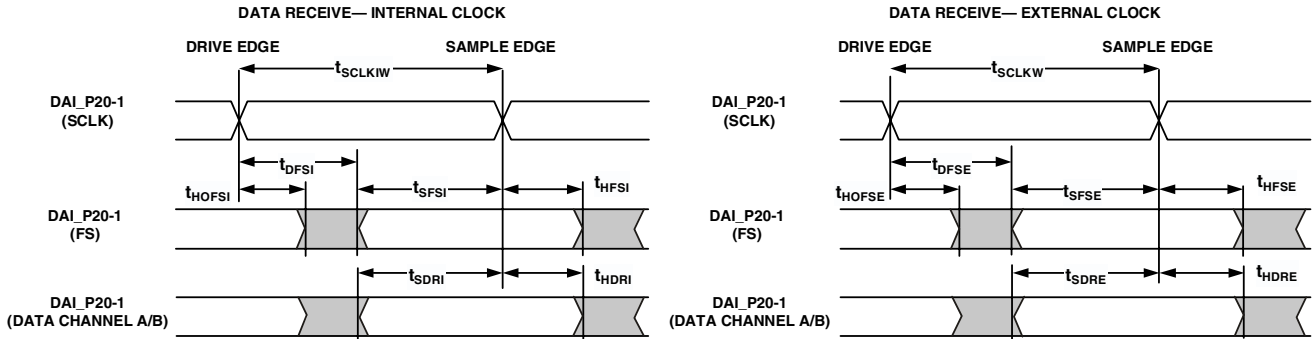 DATA RECEIVE— INTERNAL CLOCK
DRIVE EDGE
SAMPLE EDGE
tSCLKIW
DAI_P20-1
(SCLK)
tDFSI
tHOFSI
tSFSI
tHFSI
DAI_P20-1
(FS)
tSDRI
tHDRI
DAI_P20-1
(DATA CHANNEL A/B)
DATA RECEIVE— EXTERNAL CLOCK
DRIVE EDGE
SAMPLE EDGE
tSCLKW
DAI_P20-1
(SCLK)
tDFSE
tHOFSE
tSFSE
tHFSE
DAI_P20-1
(FS)
tSDRE
tHDRE
DAI_P20-1
(DATA CHANNEL A/B)